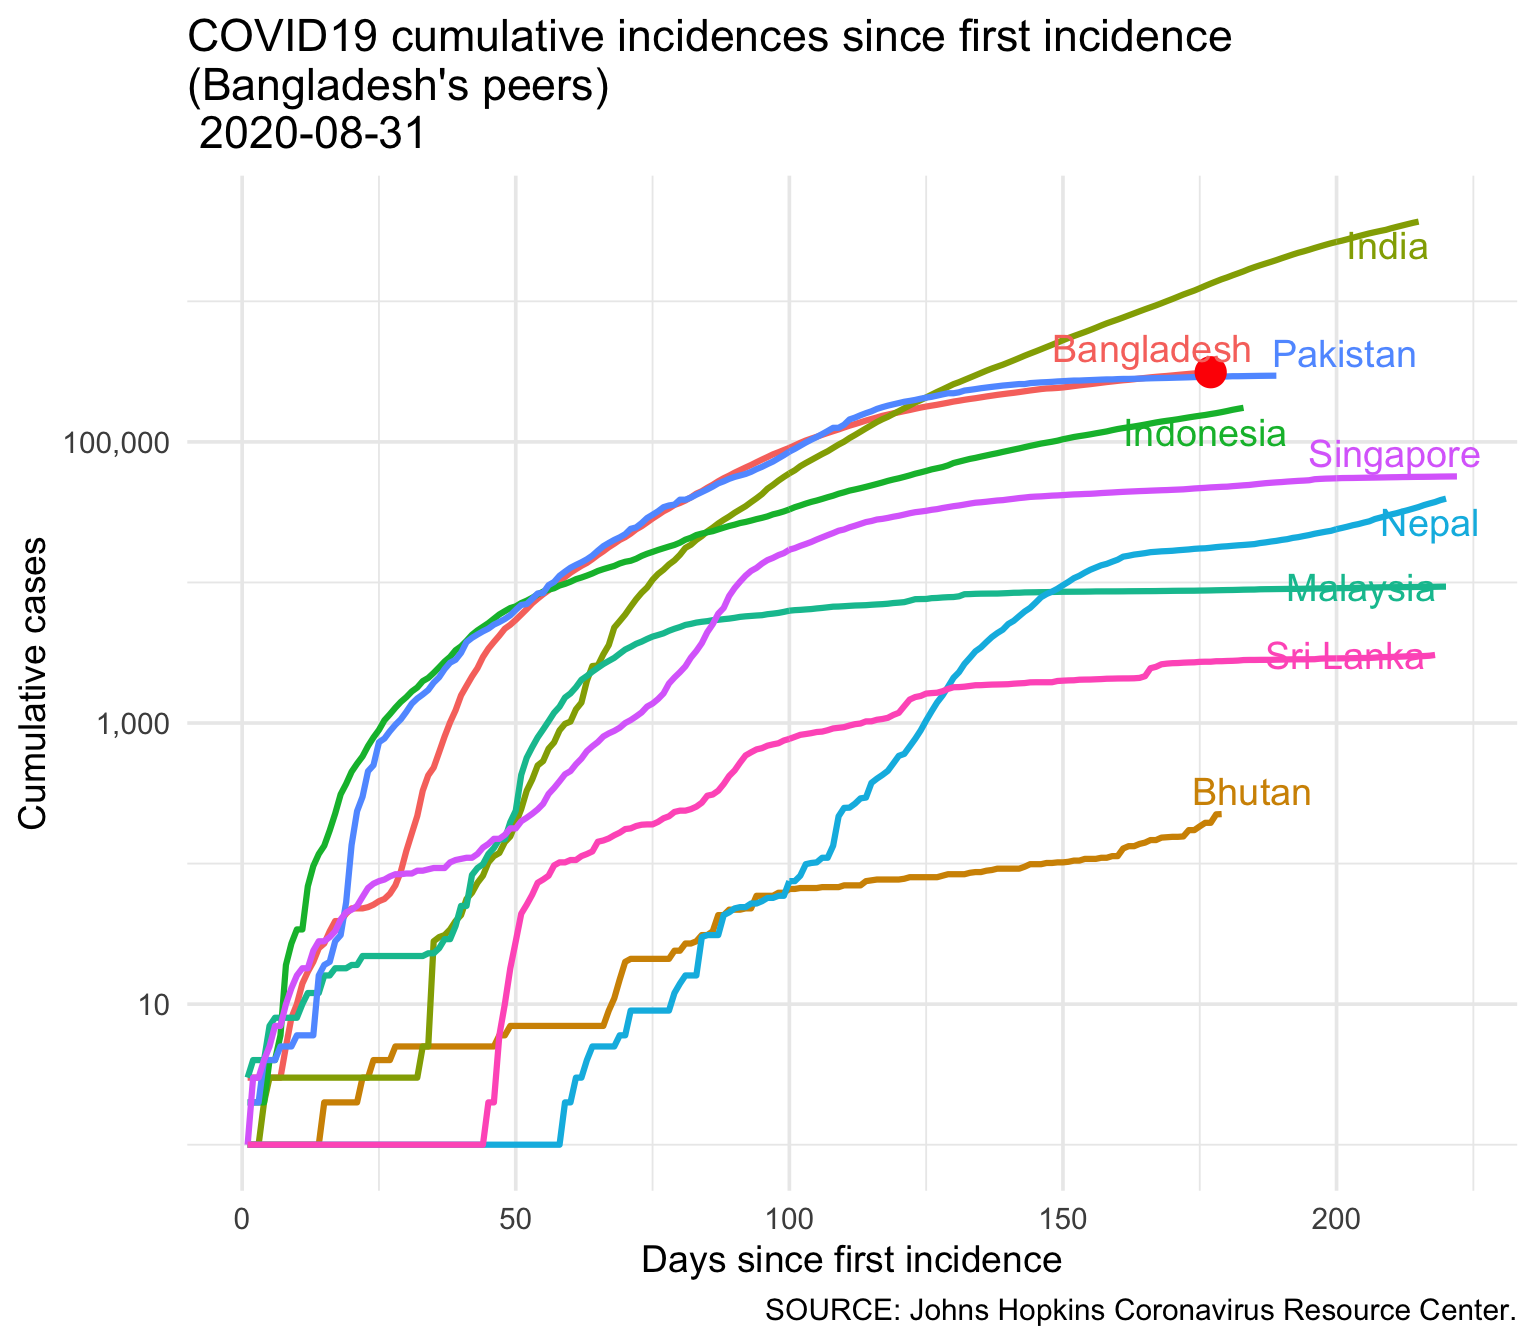 COVID19 cumulative incidences since first incidence
(Bangladesh's peers)
2020-08-31
India
Bangladesh
Pakistan
Indonesia
Singapore
Nepal
Malaysia
Sri Lanka
Bhutan
100,000
1,000
10
Cumulative cases
0
50
100
150
200
Days since first incidence
SOURCE: Johns Hopkins Coronavirus Resource Center.